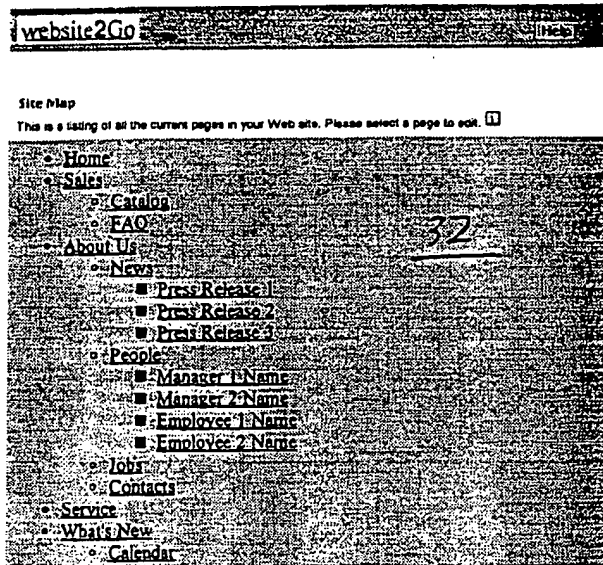 website2Go
Help
Site Map
This is a listing of all the current pages in your Web site. Please select a page to edit. i
Home
Sales
Catalog
FAQ
32
About Us
News
Press Release 1
Press Release 2
Press Release 3
People
Manager 1 Name
Manager 2 Name
Employee 1 Name
Employee 2 Name
Jobs
Contacts
Service
What's New
Calendar